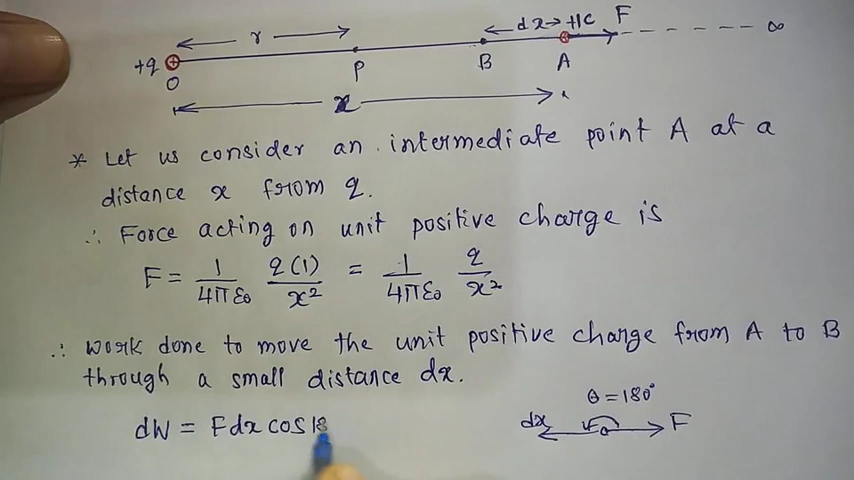 r dx→ +1C F
+q + + ∞
O P B A
x
* Let us consider an intermediate point A at a
distance x from q.
∴ Force acting on unit positive charge is
F = 1/4πε₀ q(1)/x² = 1/4πε₀ q/x²
∴ work done to move the unit positive charge from A to B
through a small distance dx.
θ = 180°
dW = F dx cos 18 dx F